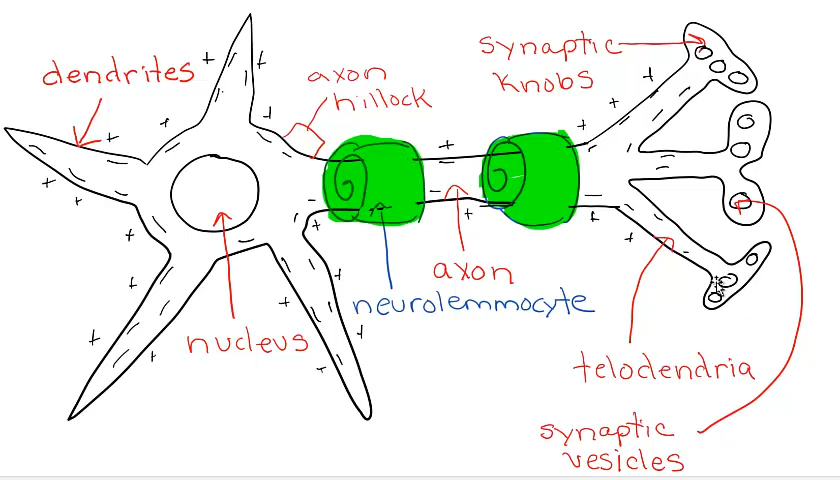 dendrites
axon
hillock
synaptic
knobs
axon
neurolemmocyte
nucleus
telodendria
synaptic
vesicles